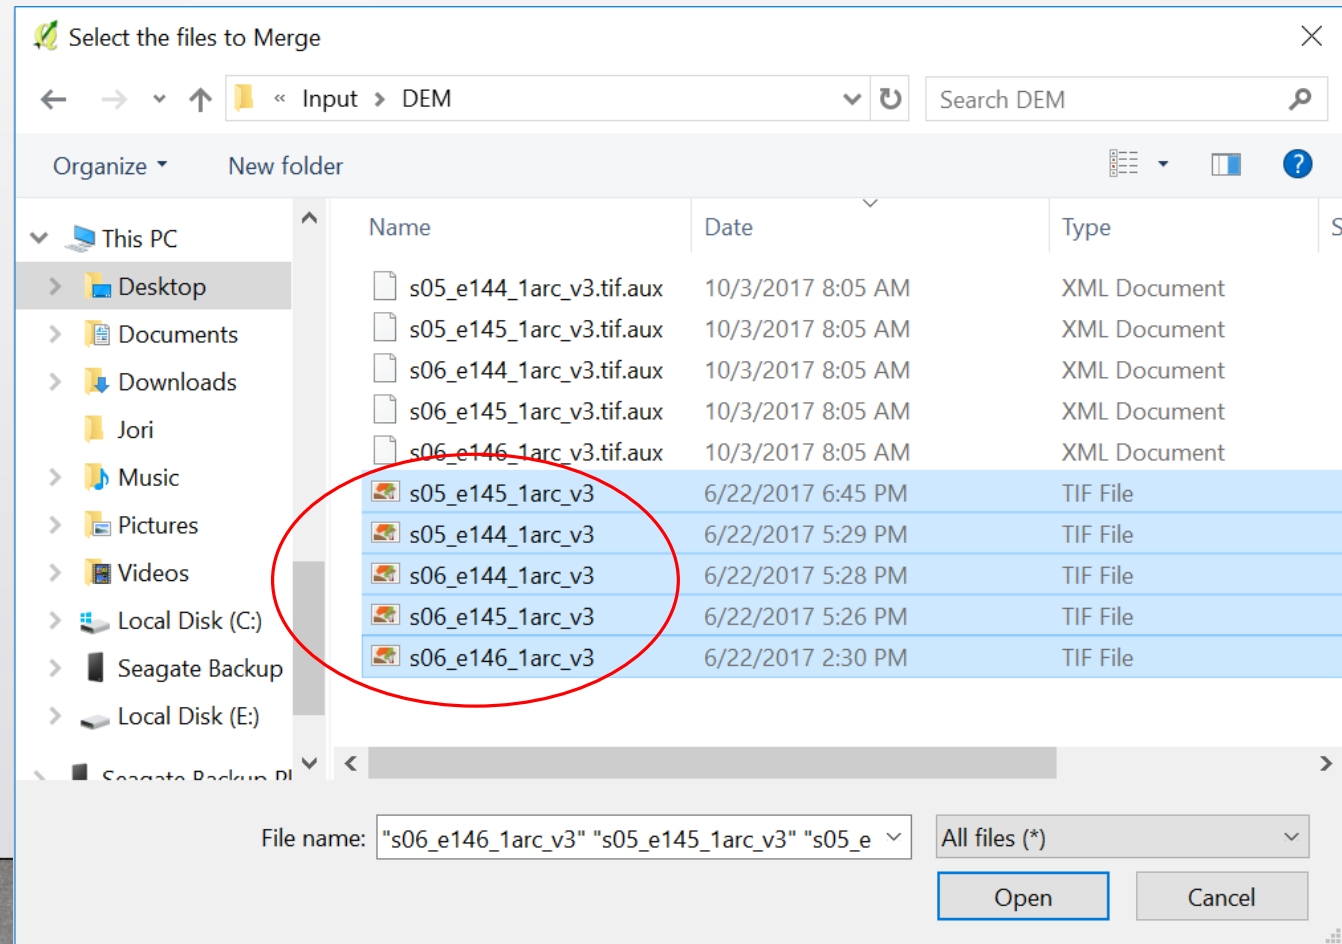 Select the files to Merge
« Input > DEM
Search DEM
Organize
New folder
?
Name Date Type S
This PC
Desktop
Documents
Downloads
Jori
Music
Pictures
Videos
Local Disk (C:)
Seagate Backup
Local Disk (E:)
Seagate Backup Pl
s05_e144_1arc_v3.tif.aux 10/3/2017 8:05 AM XML Document
s05_e145_1arc_v3.tif.aux 10/3/2017 8:05 AM XML Document
s06_e144_1arc_v3.tif.aux 10/3/2017 8:05 AM XML Document
s06_e145_1arc_v3.tif.aux 10/3/2017 8:05 AM XML Document
s06_e146_1arc_v3.tif.aux 10/3/2017 8:05 AM XML Document
s05_e145_1arc_v3 6/22/2017 6:45 PM TIF File
s05_e144_1arc_v3 6/22/2017 5:29 PM TIF File
s06_e144_1arc_v3 6/22/2017 5:28 PM TIF File
s06_e145_1arc_v3 6/22/2017 5:26 PM TIF File
s06_e146_1arc_v3 6/22/2017 2:30 PM TIF File
File name: "s06_e146_1arc_v3" "s05_e145_1arc_v3" "s05_e
All files (*)
Open Cancel